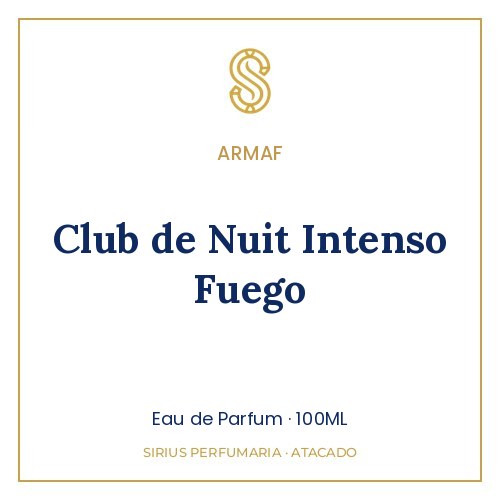 ARMAF
Club de Nuit Intenso
Fuego
Eau de Parfum · 100ML
SIRIUS PERFUMARIA · ATACADO